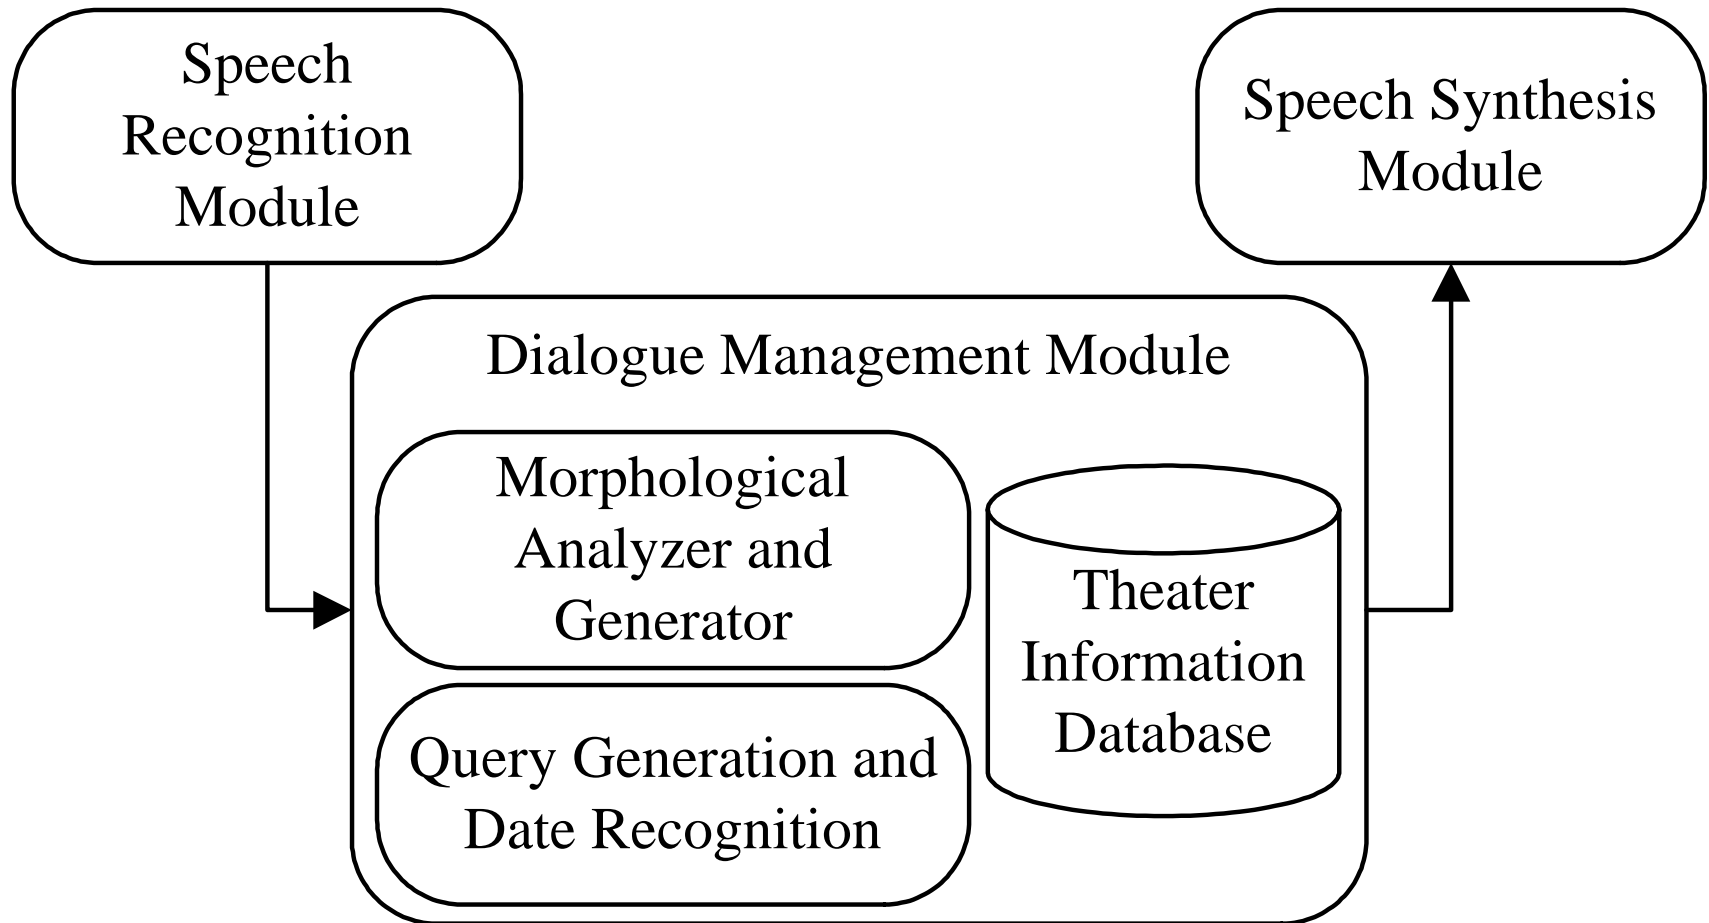 Speech
Recognition
Module
Speech Synthesis
Module
Dialogue Management Module
Morphological
Analyzer and
Generator
Theater
Information
Database
Query Generation and
Date Recognition